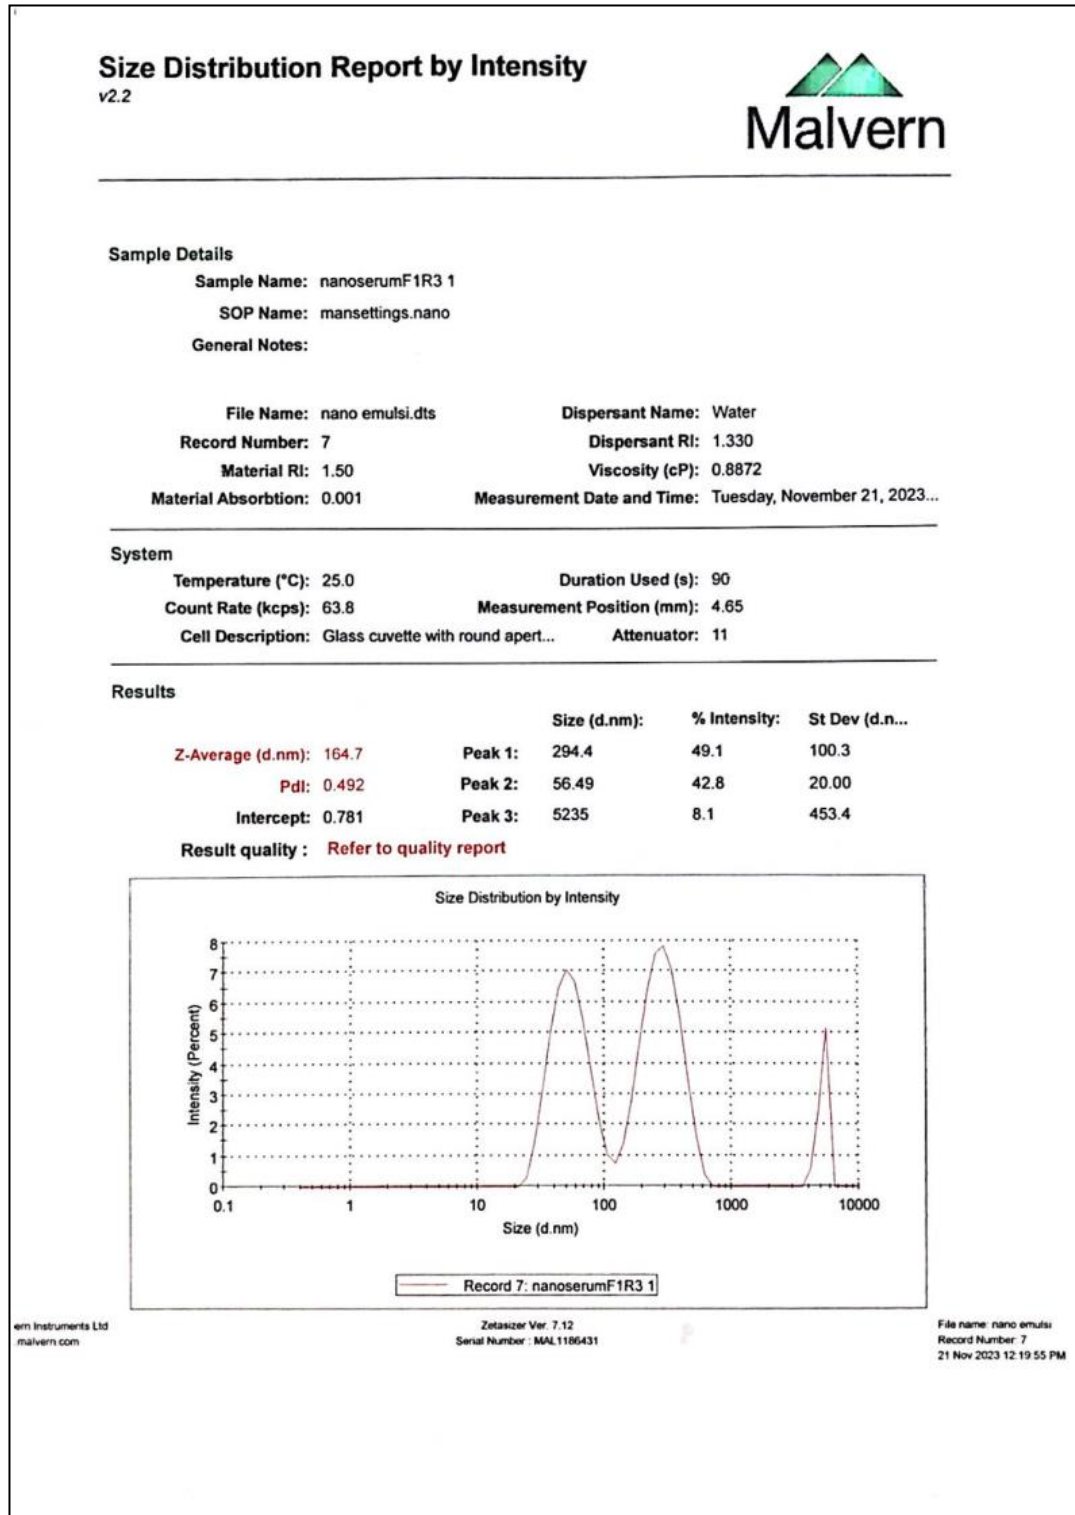 Size Distribution Report by Intensity
v2.2
Malvern
Sample Details
Sample Name: nanoserumF1R3 1
SOP Name: mansettings.nano
General Notes:
File Name: nano emulsi.dts Dispersant Name: Water
Record Number: 7 Dispersant RI: 1.330
Material RI: 1.50 Viscosity (cP): 0.8872
Material Absorbtion: 0.001 Measurement Date and Time: Tuesday, November 21, 2023...
System
Temperature (°C): 25.0 Duration Used (s): 90
Count Rate (kcps): 63.8 Measurement Position (mm): 4.65
Cell Description: Glass cuvette with round apert... Attenuator: 11
Results
Size (d.nm): % Intensity: St Dev (d.n...
Z-Average (d.nm): 164.7 Peak 1: 294.4 49.1 100.3
PdI: 0.492 Peak 2: 56.49 42.8 20.00
Intercept: 0.781 Peak 3: 5235 8.1 453.4
Result quality : Refer to quality report
Size Distribution by Intensity
Intensity (Percent)
8
7
6
5
4
3
2
1
0
0.1 1 10 100 1000 10000
Size (d.nm)
Record 7: nanoserumF1R3 1
ern Instruments Ltd
malvern.com
Zetasizer Ver. 7.12
Serial Number : MAL1186431
File name: nano emulsi
Record Number: 7
21 Nov 2023 12:19:55 PM